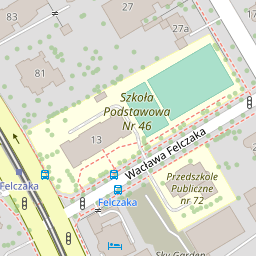 83
27
27a
81
Szkoła
Podstawowa
Nr 46
13
Wacława Felczaka
Felczaka
Przedszkole
Publiczne
nr 72
Felczaka
Sky Garden